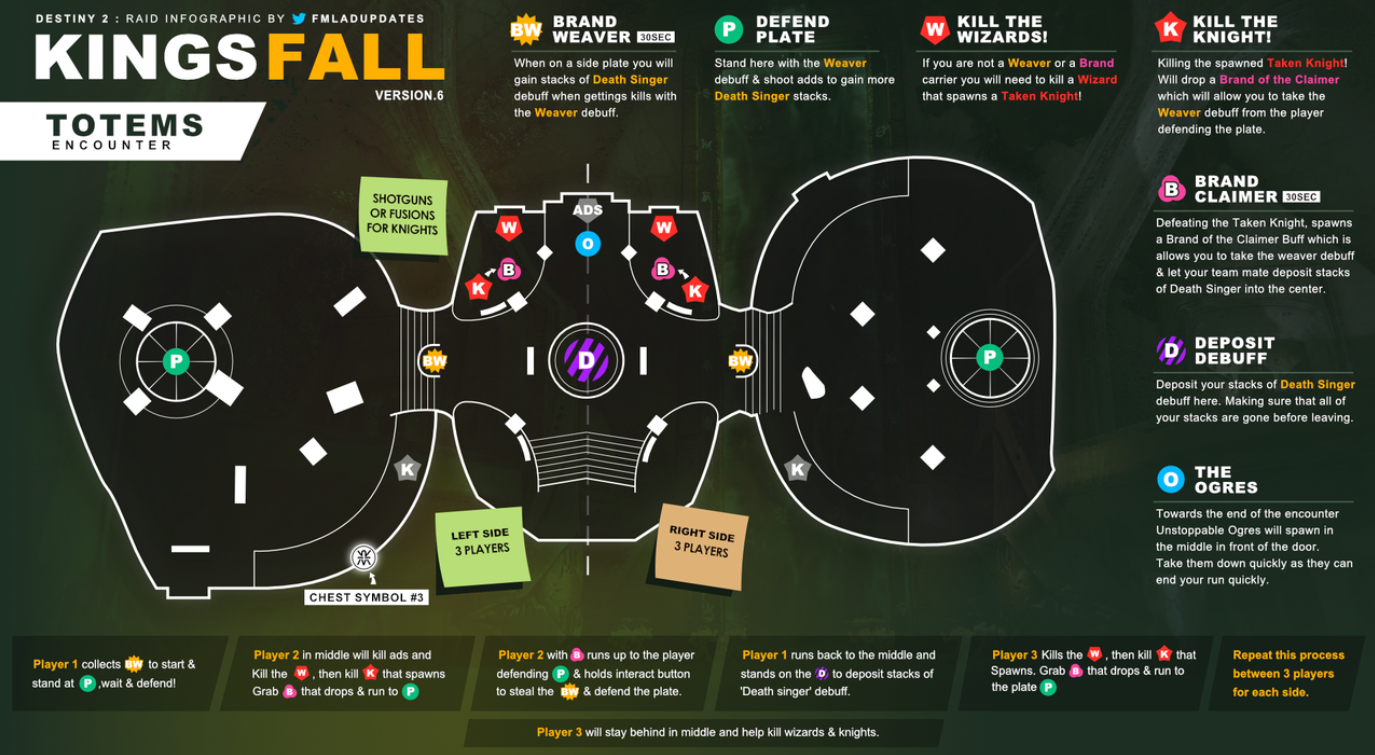 DESTINY 2 : RAID INFOGRAPHIC BY FMLADUPDATES
KINGSFALL
VERSION.6
TOTEMS
ENCOUNTER
BW BRAND
WEAVER 30SEC
When on a side plate you will
gain stacks of Death Singer
debuff when gettings kills with
the Weaver debuff.
P DEFEND
PLATE
Stand here with the Weaver
debuff & shoot adds to gain more
Death Singer stacks.
W KILL THE
WIZARDS!
If you are not a Weaver or a Brand
carrier you will need to kill a Wizard
that spawns a Taken Knight!
K KILL THE
KNIGHT!
Killing the spawned Taken Knight!
Will drop a Brand of the Claimer
which will allow you to take the
Weaver debuff from the player
defending the plate.
B BRAND
CLAIMER 30SEC
Defeating the Taken Knight, spawns
a Brand of the Claimer Buff which is
allows you to take the weaver debuff
& let your team mate deposit stacks
of Death Singer into the center.
D DEPOSIT
DEBUFF
Deposit your stacks of Death Singer
debuff here. Making sure that all of
your stacks are gone before leaving.
O THE
OGRES
Towards the end of the encounter
Unstoppable Ogres will spawn in
the middle in front of the door.
Take them down quickly as they can
end your run quickly.
SHOTGUNS
OR FUSIONS
FOR KNIGHTS
ADS
W
O
W
B
B
K
K
P
BW
D
BW
P
K
K
LEFT SIDE
3 PLAYERS
RIGHT SIDE
3 PLAYERS
CHEST SYMBOL #3
Player 1 collects BW to start &
stand at P ,wait & defend!
Player 2 in middle will kill ads and
Kill the W , then kill K that spawns
Grab B that drops & run to P
Player 2 with B runs up to the player
defending P & holds interact button
to steal the BW & defend the plate.
Player 1 runs back to the middle and
stands on the D to deposit stacks of
'Death singer' debuff.
Player 3 Kills the W , then kill K that
Spawns. Grab B that drops & run to
the plate P
Repeat this process
between 3 players
for each side.
Player 3 will stay behind in middle and help kill wizards & knights.